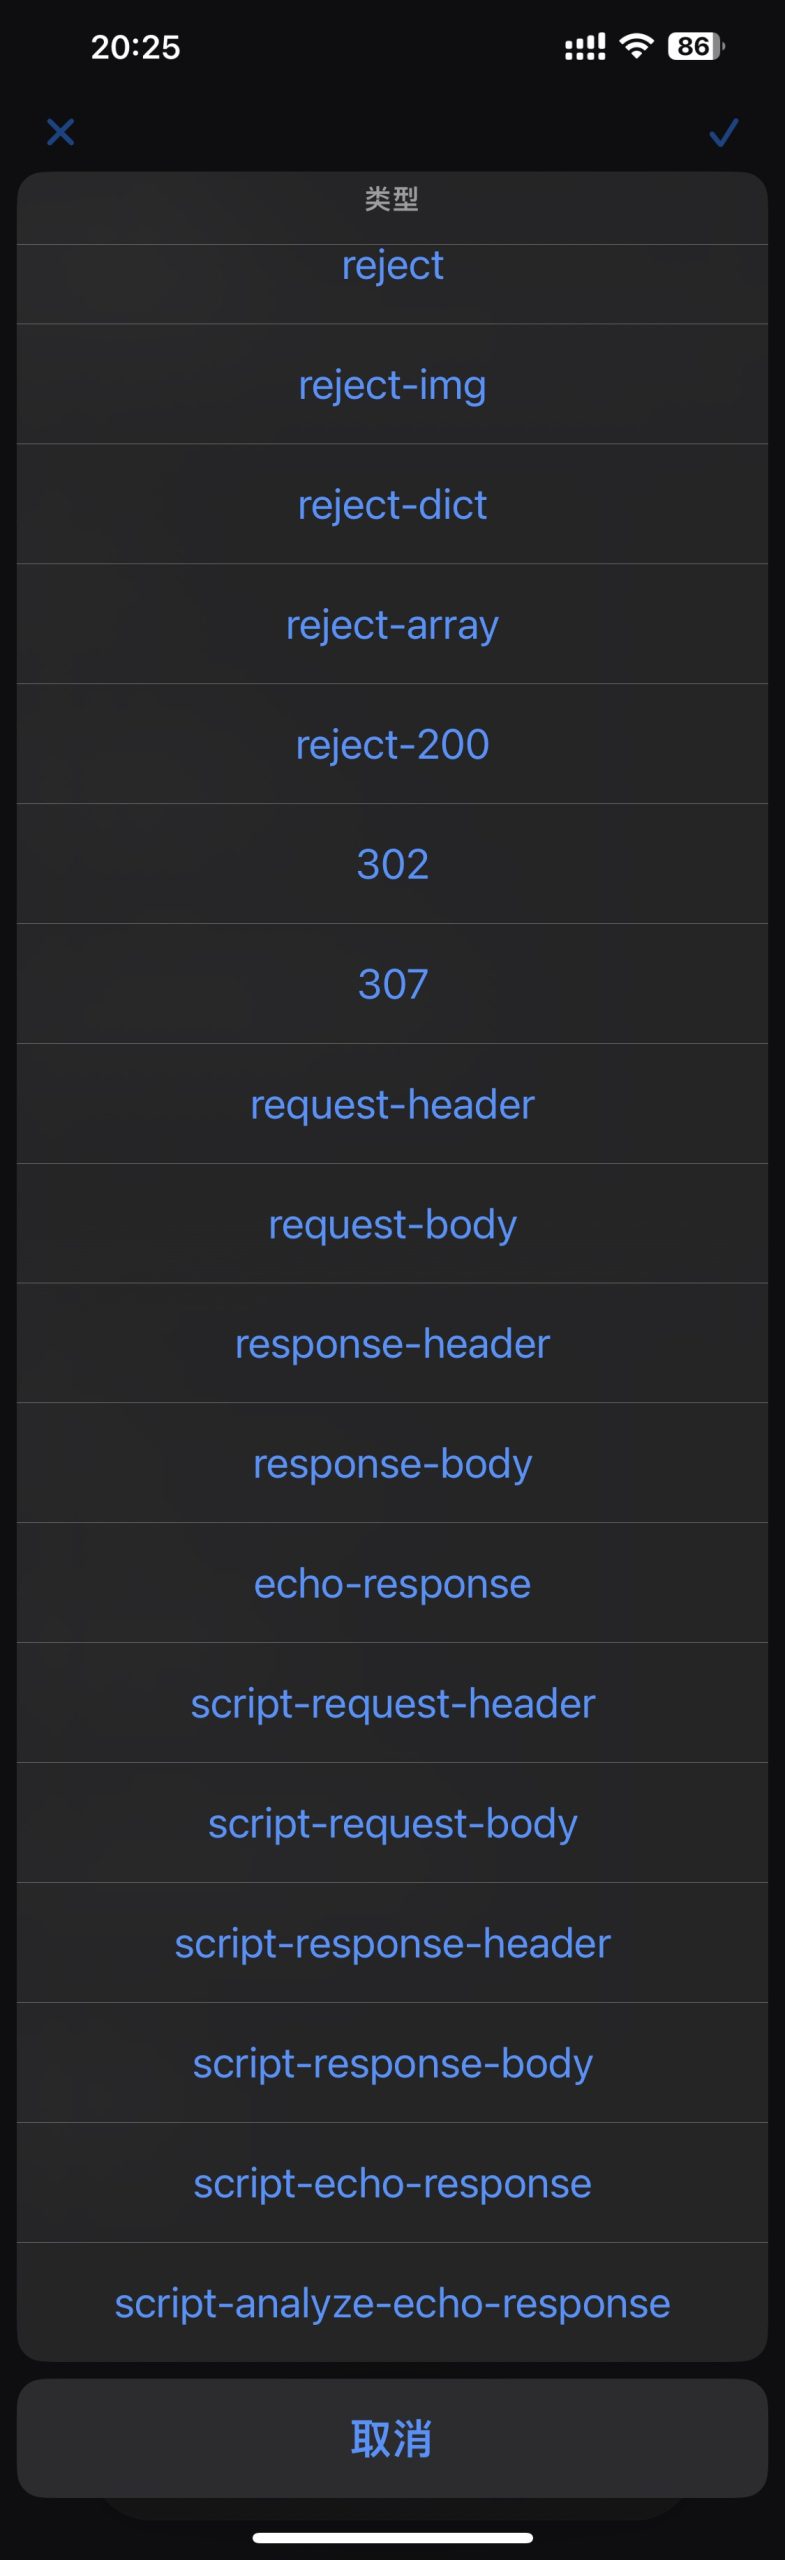 20:25
86
类型
reject
reject-img
reject-dict
reject-array
reject-200
302
307
request-header
request-body
response-header
response-body
echo-response
script-request-header
script-request-body
script-response-header
script-response-body
script-echo-response
script-analyze-echo-response
取消